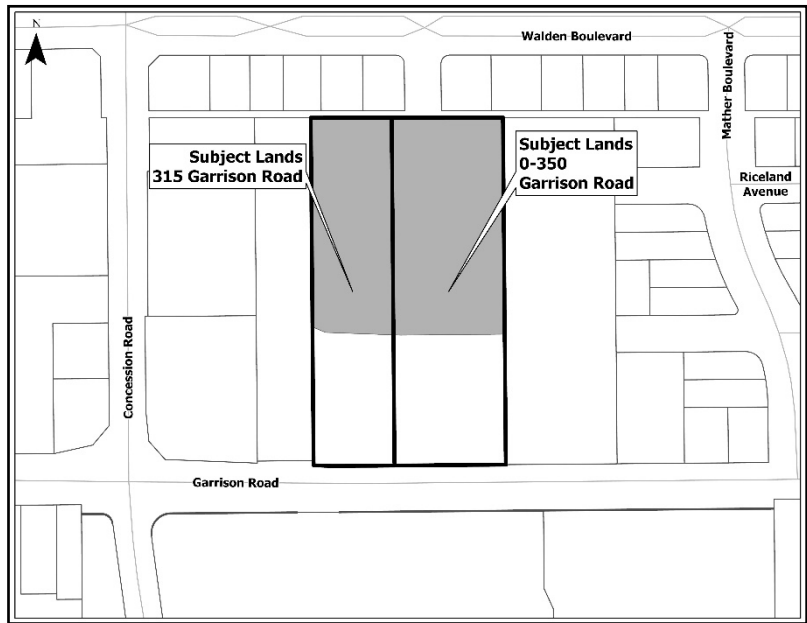 N
Walden Boulevard
Mather Boulevard
Subject Lands
315 Garrison Road
Subject Lands
0-350
Garrison Road
Riceland
Avenue
Concession Road
Garrison Road